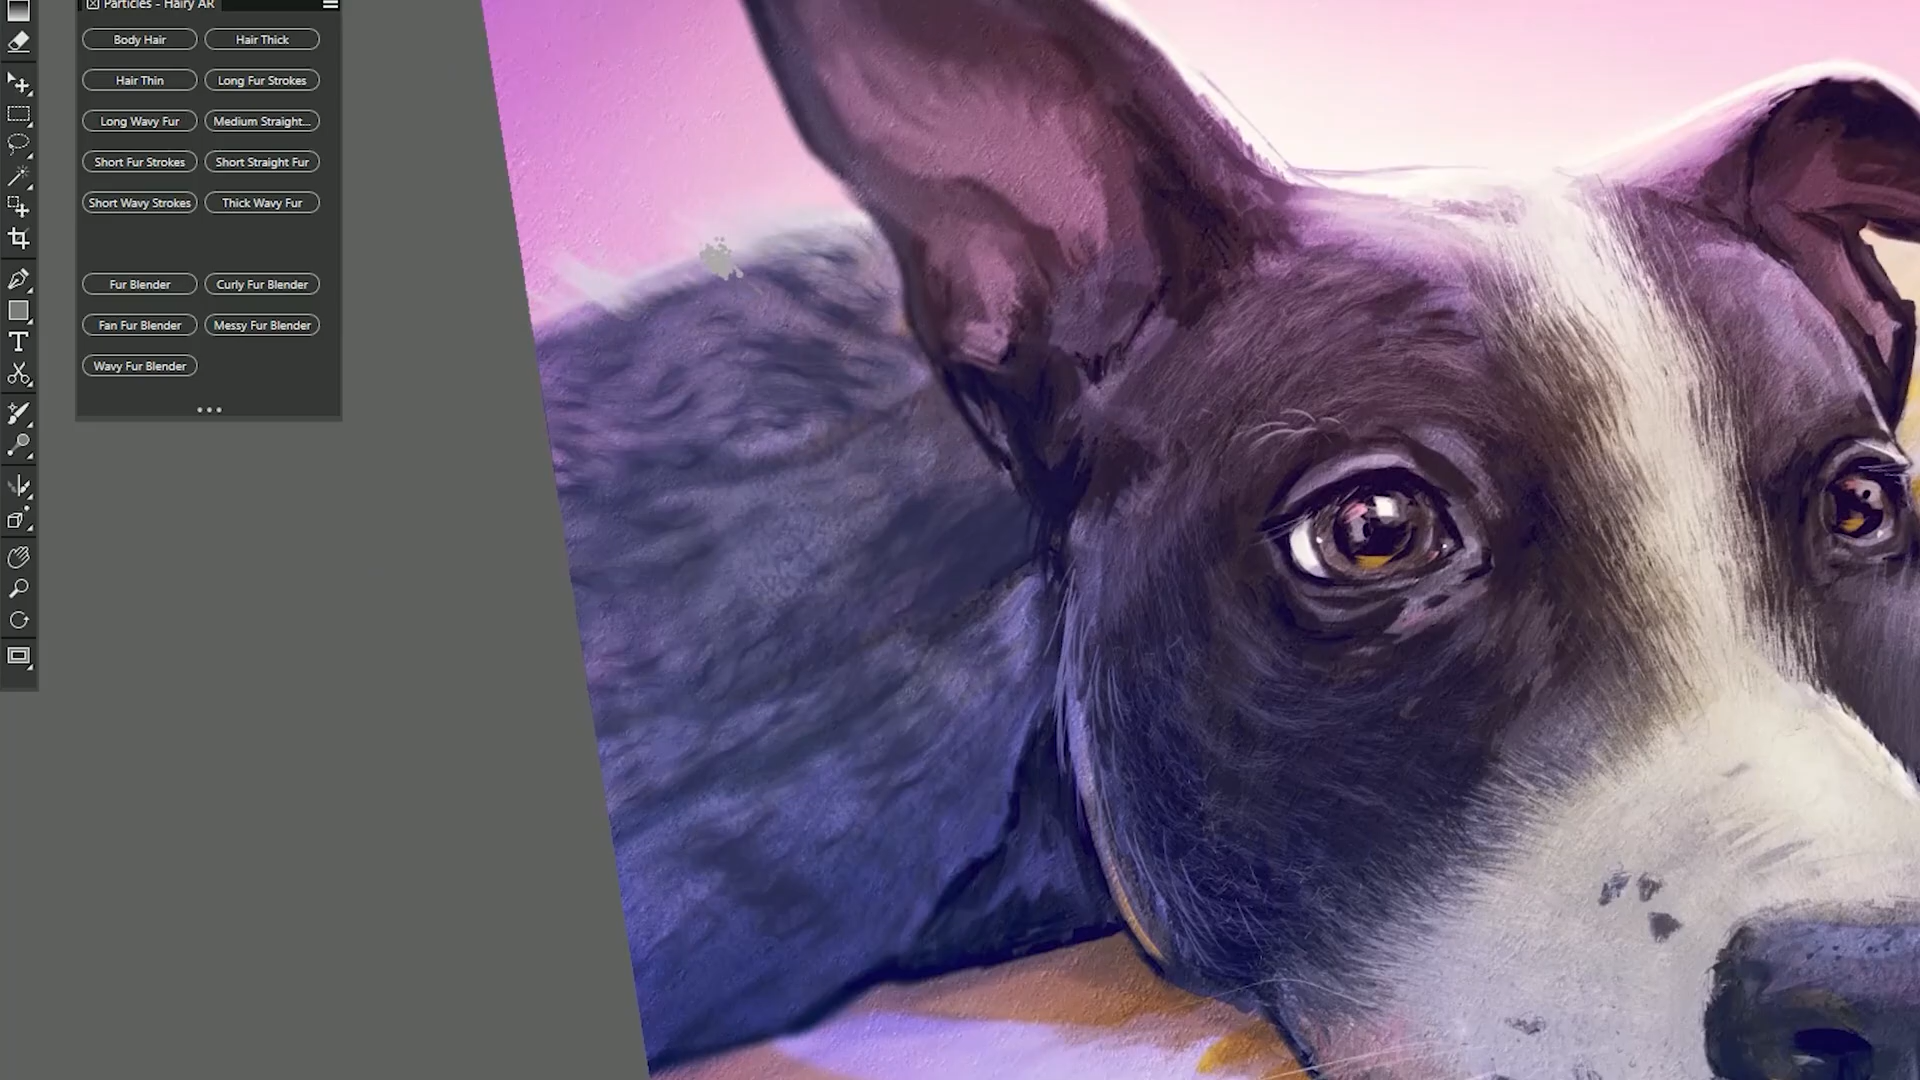 Particles - Hairy AR
Body Hair
Hair Thick
Hair Thin
Long Fur Strokes
Long Wavy Fur
Medium Straight...
Short Fur Strokes
Short Straight Fur
Short Wavy Strokes
Thick Wavy Fur
Fur Blender
Curly Fur Blender
Fan Fur Blender
Messy Fur Blender
Wavy Fur Blender